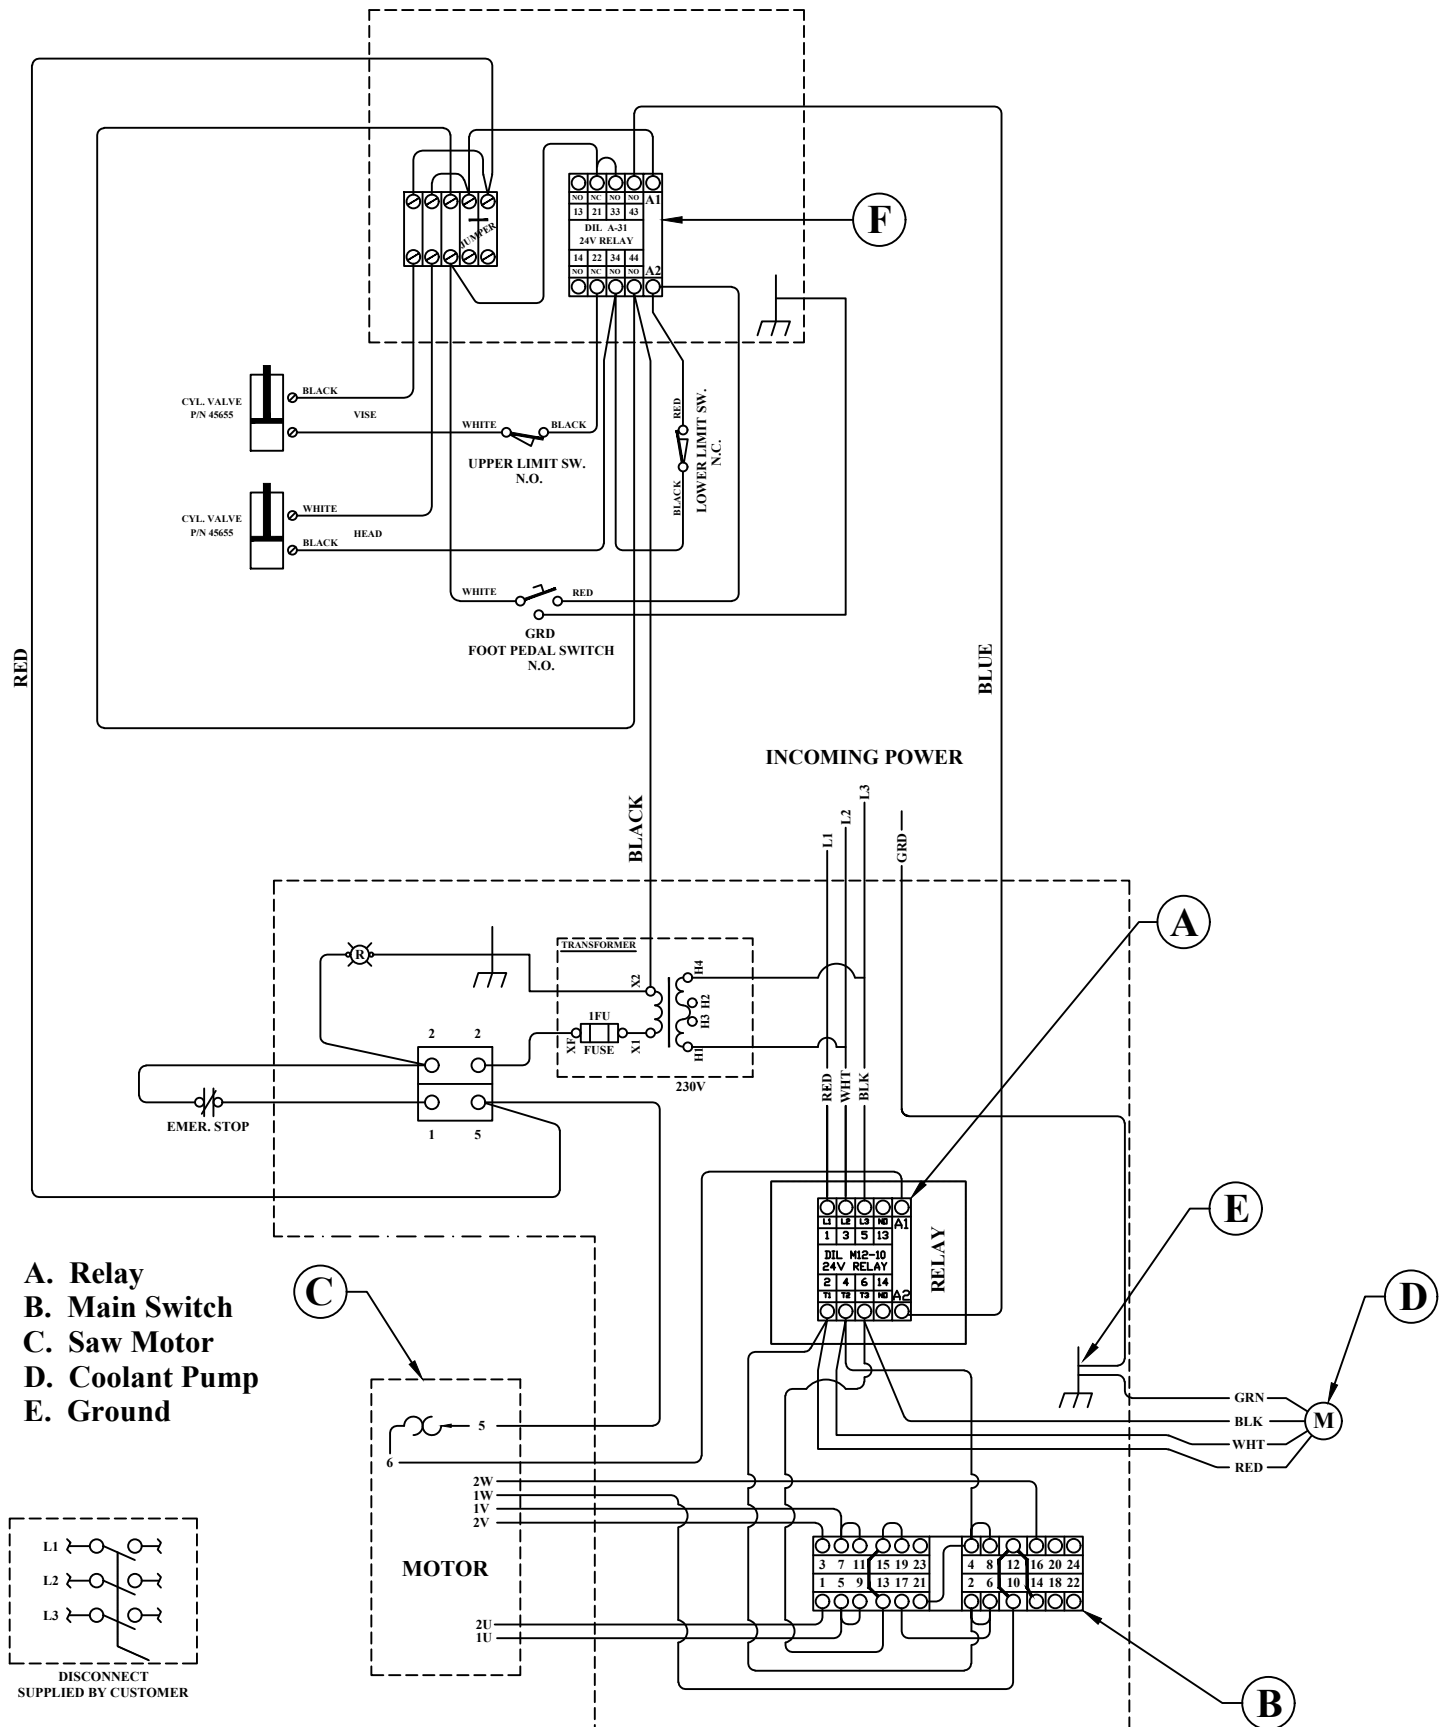 A1
NO NC NO NO
13 21 33 43
DIL A-31
24V RELAY
14 22 34 44
NO NC NO NO
A2
JUMPER
F
CYL. VALVE
P/N 45655
BLACK
VISE
WHITE
BLACK
UPPER LIMIT SW.
N.O.
RED
BLACK
LOWER LIMIT SW.
N.C.
CYL. VALVE
P/N 45655
WHITE
HEAD
BLACK
WHITE
RED
GRD
FOOT PEDAL SWITCH
N.O.
RED
BLUE
BLACK
INCOMING POWER
L1
L2
L3
GRD
A
R
TRANSFORMER
X2
H4
H2
H3
H1
1FU
FUSE
XF
X1
230V
2 2
1 5
EMER. STOP
RED
WHT
BLK
L1 L2 L3 NO
A1
1 3 5 13
DIL M12-10
24V RELAY
2 4 6 14
T1 T2 T3 NO
A2
RELAY
E
D
C
A. Relay
B. Main Switch
C. Saw Motor
D. Coolant Pump
E. Ground
GRN
BLK
WHT
RED
M
5
6
2W
1W
1V
2V
MOTOR
2U
1U
3 7 11 15 19 23
1 5 9 13 17 21
4 8 12 16 20 24
2 6 10 14 18 22
B
L1
L2
L3
DISCONNECT
SUPPLIED BY CUSTOMER